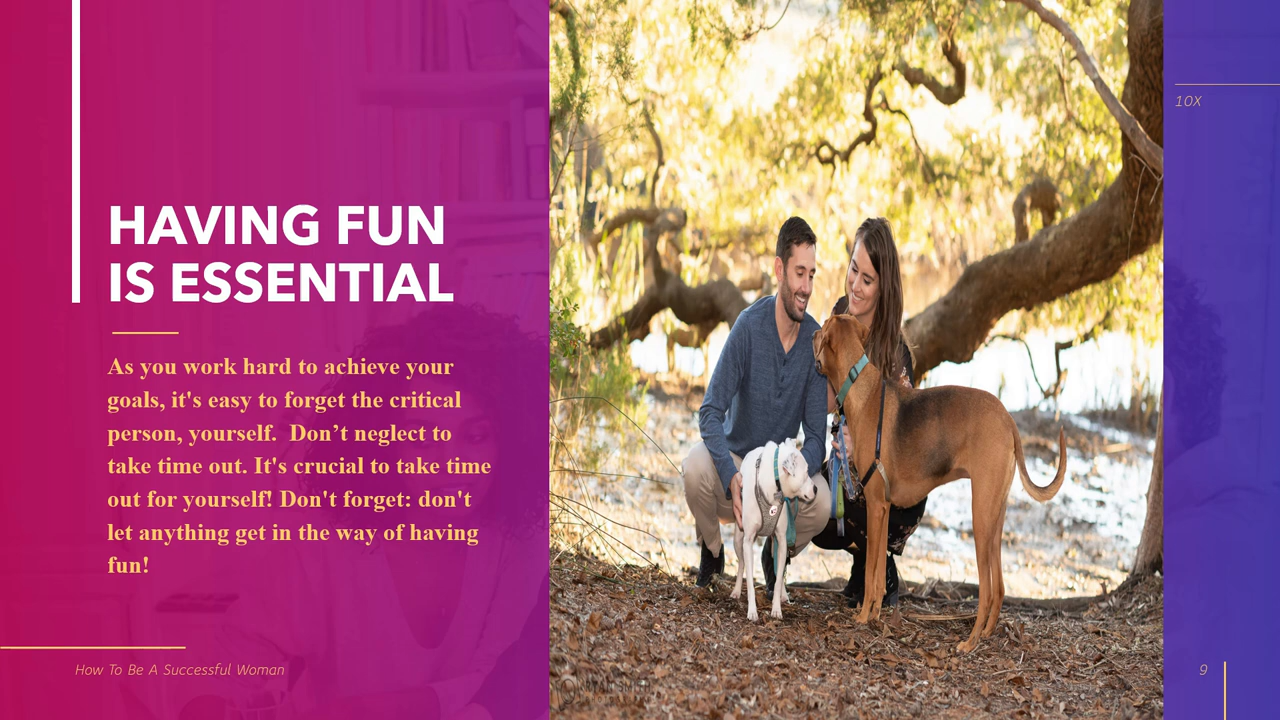 HAVING FUN
IS ESSENTIAL
As you work hard to achieve your
goals, it's easy to forget the critical
person, yourself.  Don’t neglect to
take time out. It's crucial to take time
out for yourself! Don't forget: don't
let anything get in the way of having
fun!
How To Be A Successful Woman
10X
9